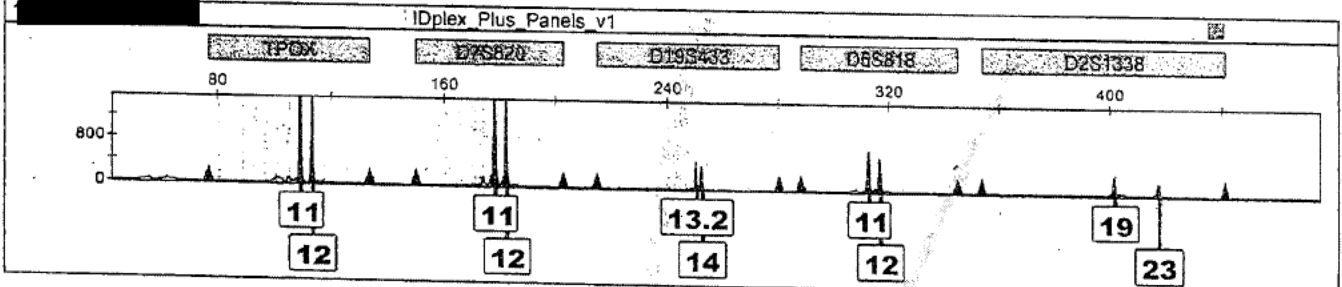 IDplex_Plus_Panels_v1
TPOX D7S820 D19S433 D5S818 D2S1338
80 160 240 320 400
800
0
11 11 13.2 11 19
12 12 14 12 23